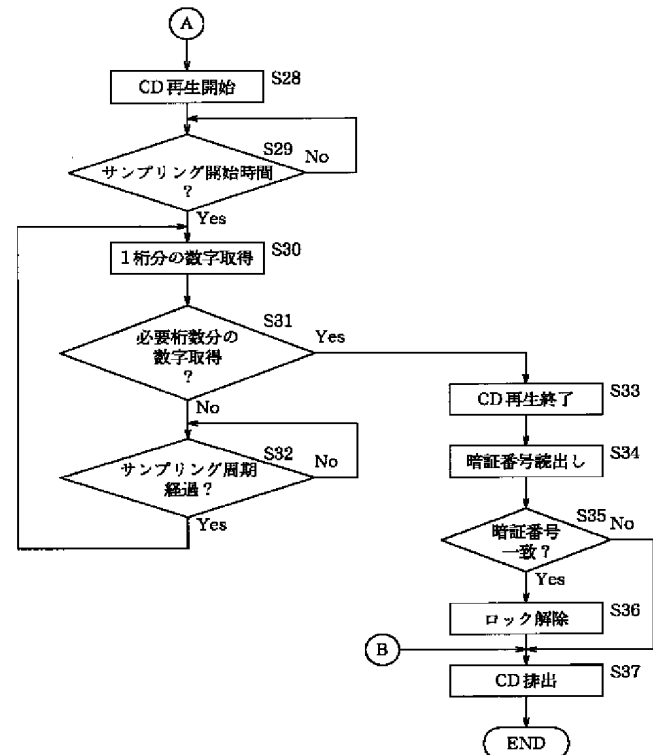 A
CD再生開始
S28
S29
No
サンプリング開始時間
?
Yes
1桁分の数字取得
S30
S31
必要桁数分の
数字取得
?
Yes
No
S32
サンプリング周期
経過?
No
Yes
CD再生終了
S33
暗証番号読出し
S34
S35
暗証番号
一致?
No
Yes
ロック解除
S36
B
CD排出
S37
END